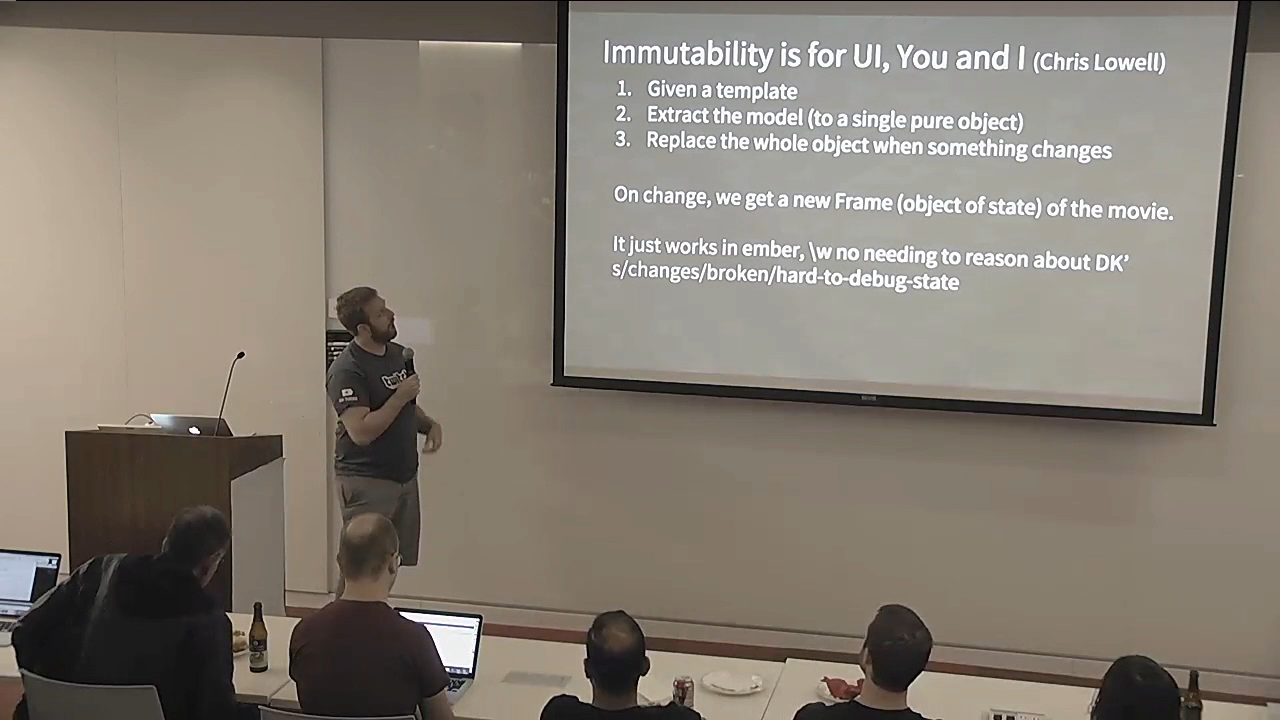 Immutability is for UI, You and I (Chris Lowell)
1. Given a template
2. Extract the model (to a single pure object)
3. Replace the whole object when something changes
On change, we get a new Frame (object of state) of the movie.
It just works in ember, \w no needing to reason about DK'
s/changes/broken/hard-to-debug-state